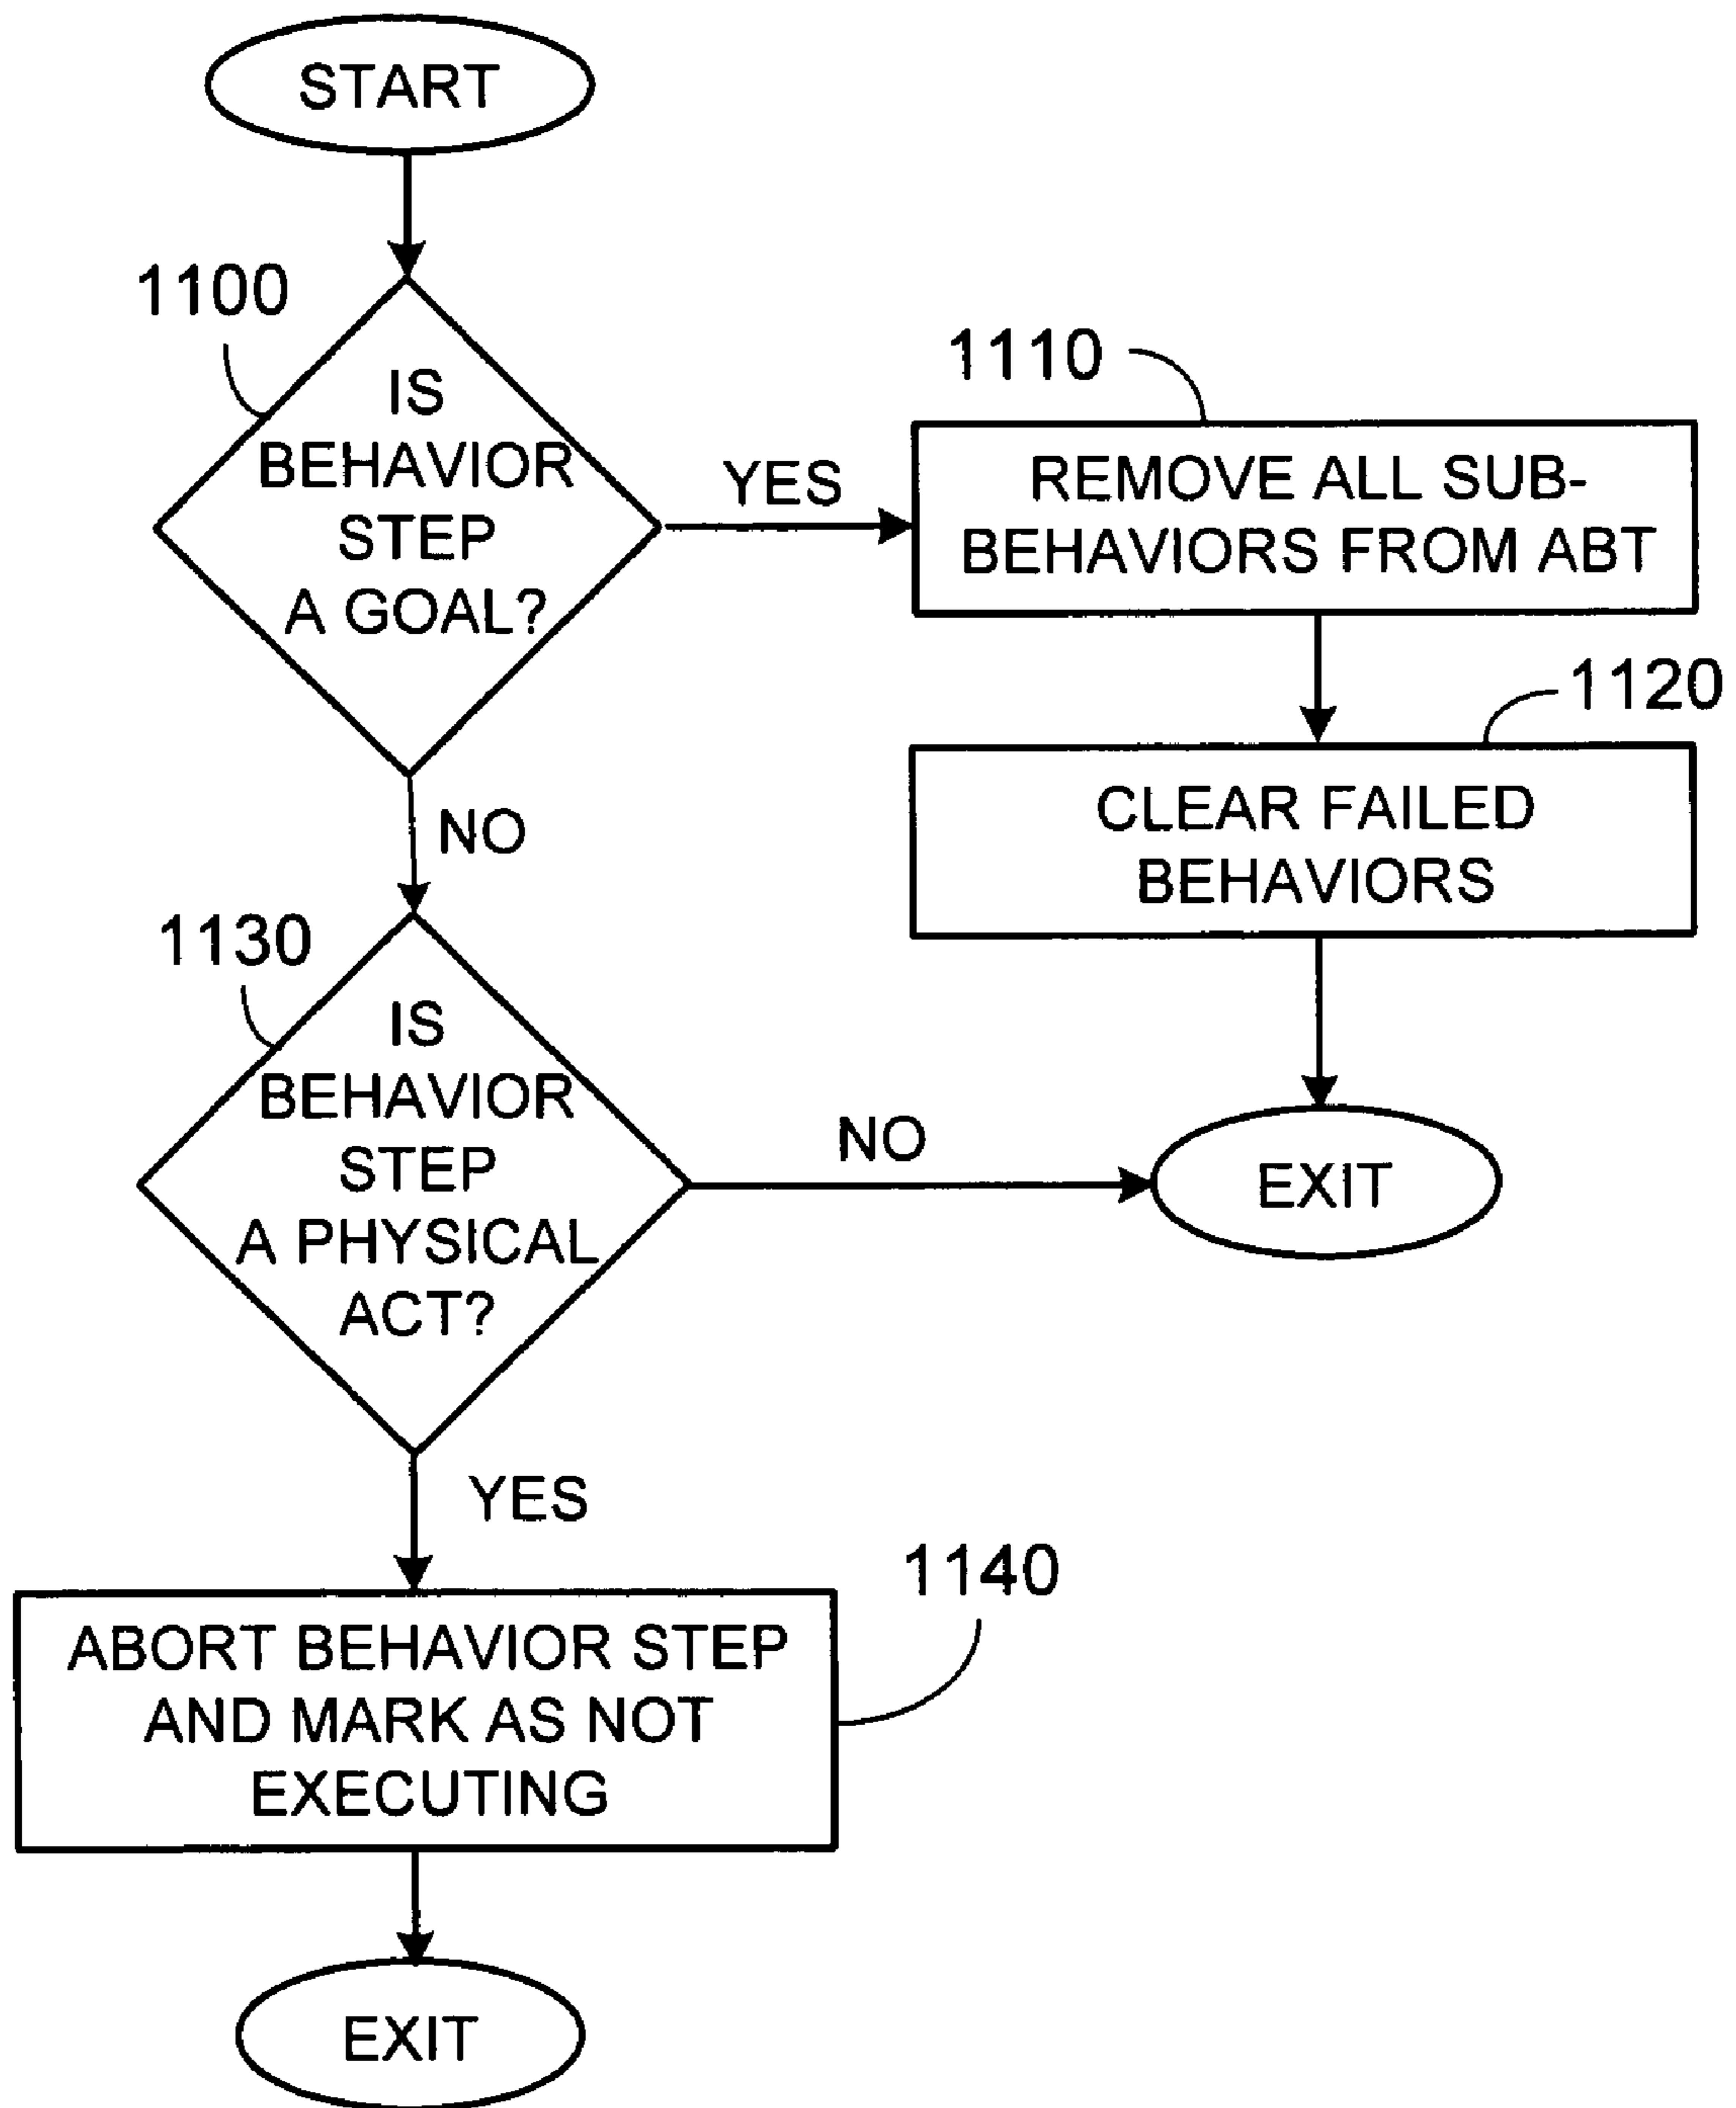 START
1100
IS
BEHAVIOR
STEP
A GOAL?
YES
1110
REMOVE ALL SUB-
BEHAVIORS FROM ABT
1120
CLEAR FAILED
BEHAVIORS
NO
1130
IS
BEHAVIOR
STEP
A PHYSICAL
ACT?
NO
EXIT
YES
1140
ABORT BEHAVIOR STEP
AND MARK AS NOT
EXECUTING
EXIT